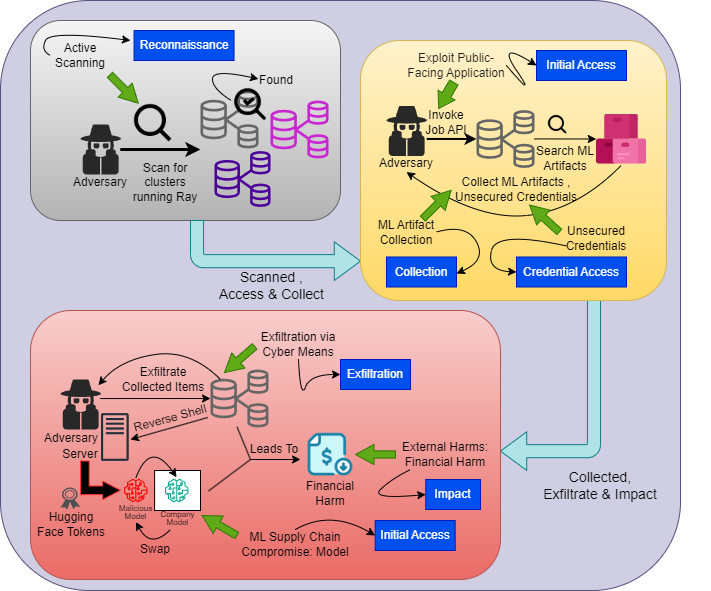 Active
Scanning
Reconnaissance
Found
Adversary
Scan for
clusters
running Ray
Exploit Public-
Facing Application
Initial Access
Invoke
Job API
Adversary
Search ML
Artifacts
Collect ML Artifacts ,
Unsecured Credentials
ML Artifact
Collection
Unsecured
Credentials
Collection
Credential Access
Scanned ,
Access & Collect
Exfiltration via
Cyber Means
Exfiltration
Exfiltrate
Collected Items
Adversary
Server
Reverse Shell
Leads To
Financial
Harm
External Harms:
Financial Harm
Impact
Hugging
Face Tokens
Malicious
Model
Company
Model
Swap
ML Supply Chain
Compromise: Model
Initial Access
Collected,
Exfiltrate & Impact